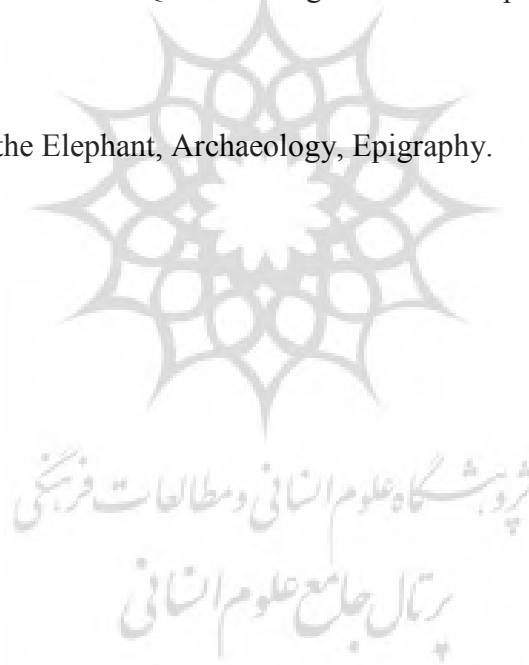 the Elephant, Archaeology, Epigraphy.
پژوهشگاه علوم انسانی و مطالعات فرهنگی
پرتال جامع علوم انسانی